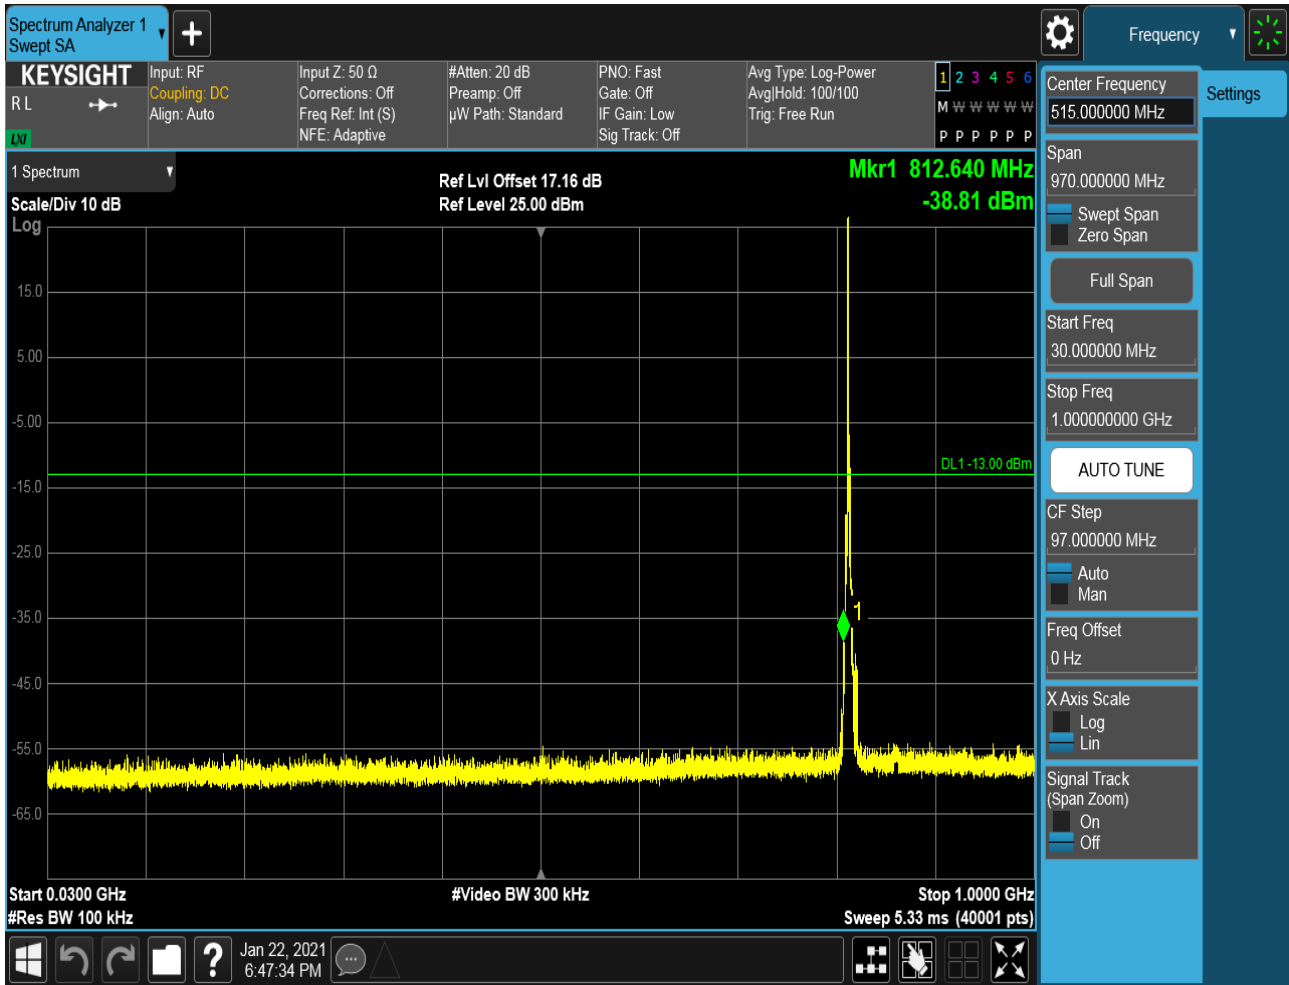 Spectrum Analyzer 1
Swept SA
Frequency
KEYSIGHT
R L
LXI
Input: RF
Coupling: DC
Align: Auto
Input Z: 50 Ω
Corrections: Off
Freq Ref: Int (S)
NFE: Adaptive
#Atten: 20 dB
Preamp: Off
µW Path: Standard
PNO: Fast
Gate: Off
IF Gain: Low
Sig Track: Off
Avg Type: Log-Power
Avg|Hold: 100/100
Trig: Free Run
1 2 3 4 5 6
M W W W W W
P P P P P P
1 Spectrum
Scale/Div 10 dB
Log
Ref Lvl Offset 17.16 dB
Ref Level 25.00 dBm
Mkr1 812.640 MHz
-38.81 dBm
15.0
5.00
-5.00
-15.0
-25.0
-35.0
-45.0
-55.0
-65.0
DL1 -13.00 dBm
1
Start 0.0300 GHz
#Res BW 100 kHz
#Video BW 300 kHz
Stop 1.0000 GHz
Sweep 5.33 ms (40001 pts)
Center Frequency
515.000000 MHz
Settings
Span
970.000000 MHz
Swept Span
Zero Span
Full Span
Start Freq
30.000000 MHz
Stop Freq
1.000000000 GHz
AUTO TUNE
CF Step
97.000000 MHz
Auto
Man
Freq Offset
0 Hz
X Axis Scale
Log
Lin
Signal Track
(Span Zoom)
On
Off
?
Jan 22, 2021
6:47:34 PM